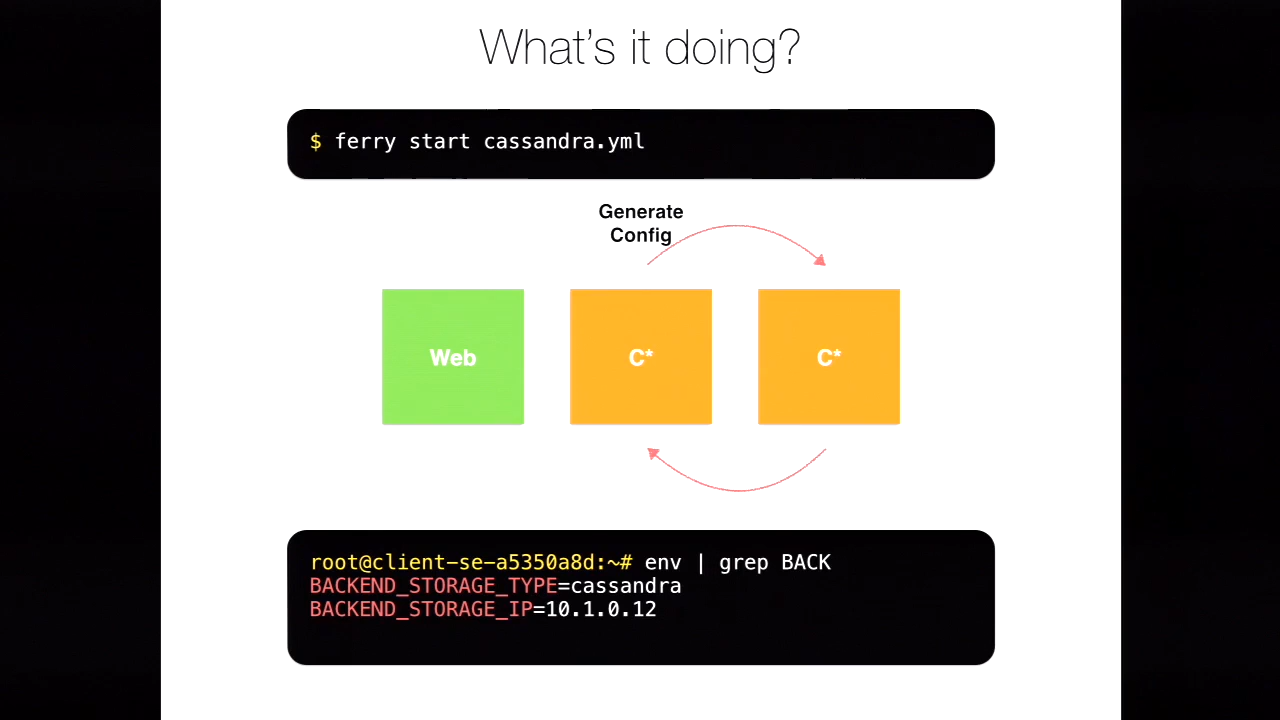 What's it doing?
$ ferry start cassandra.yml
Generate
Config
Web
C*
C*
root@client-se-a5350a8d:~# env | grep BACK
BACKEND_STORAGE_TYPE=cassandra
BACKEND_STORAGE_IP=10.1.0.12